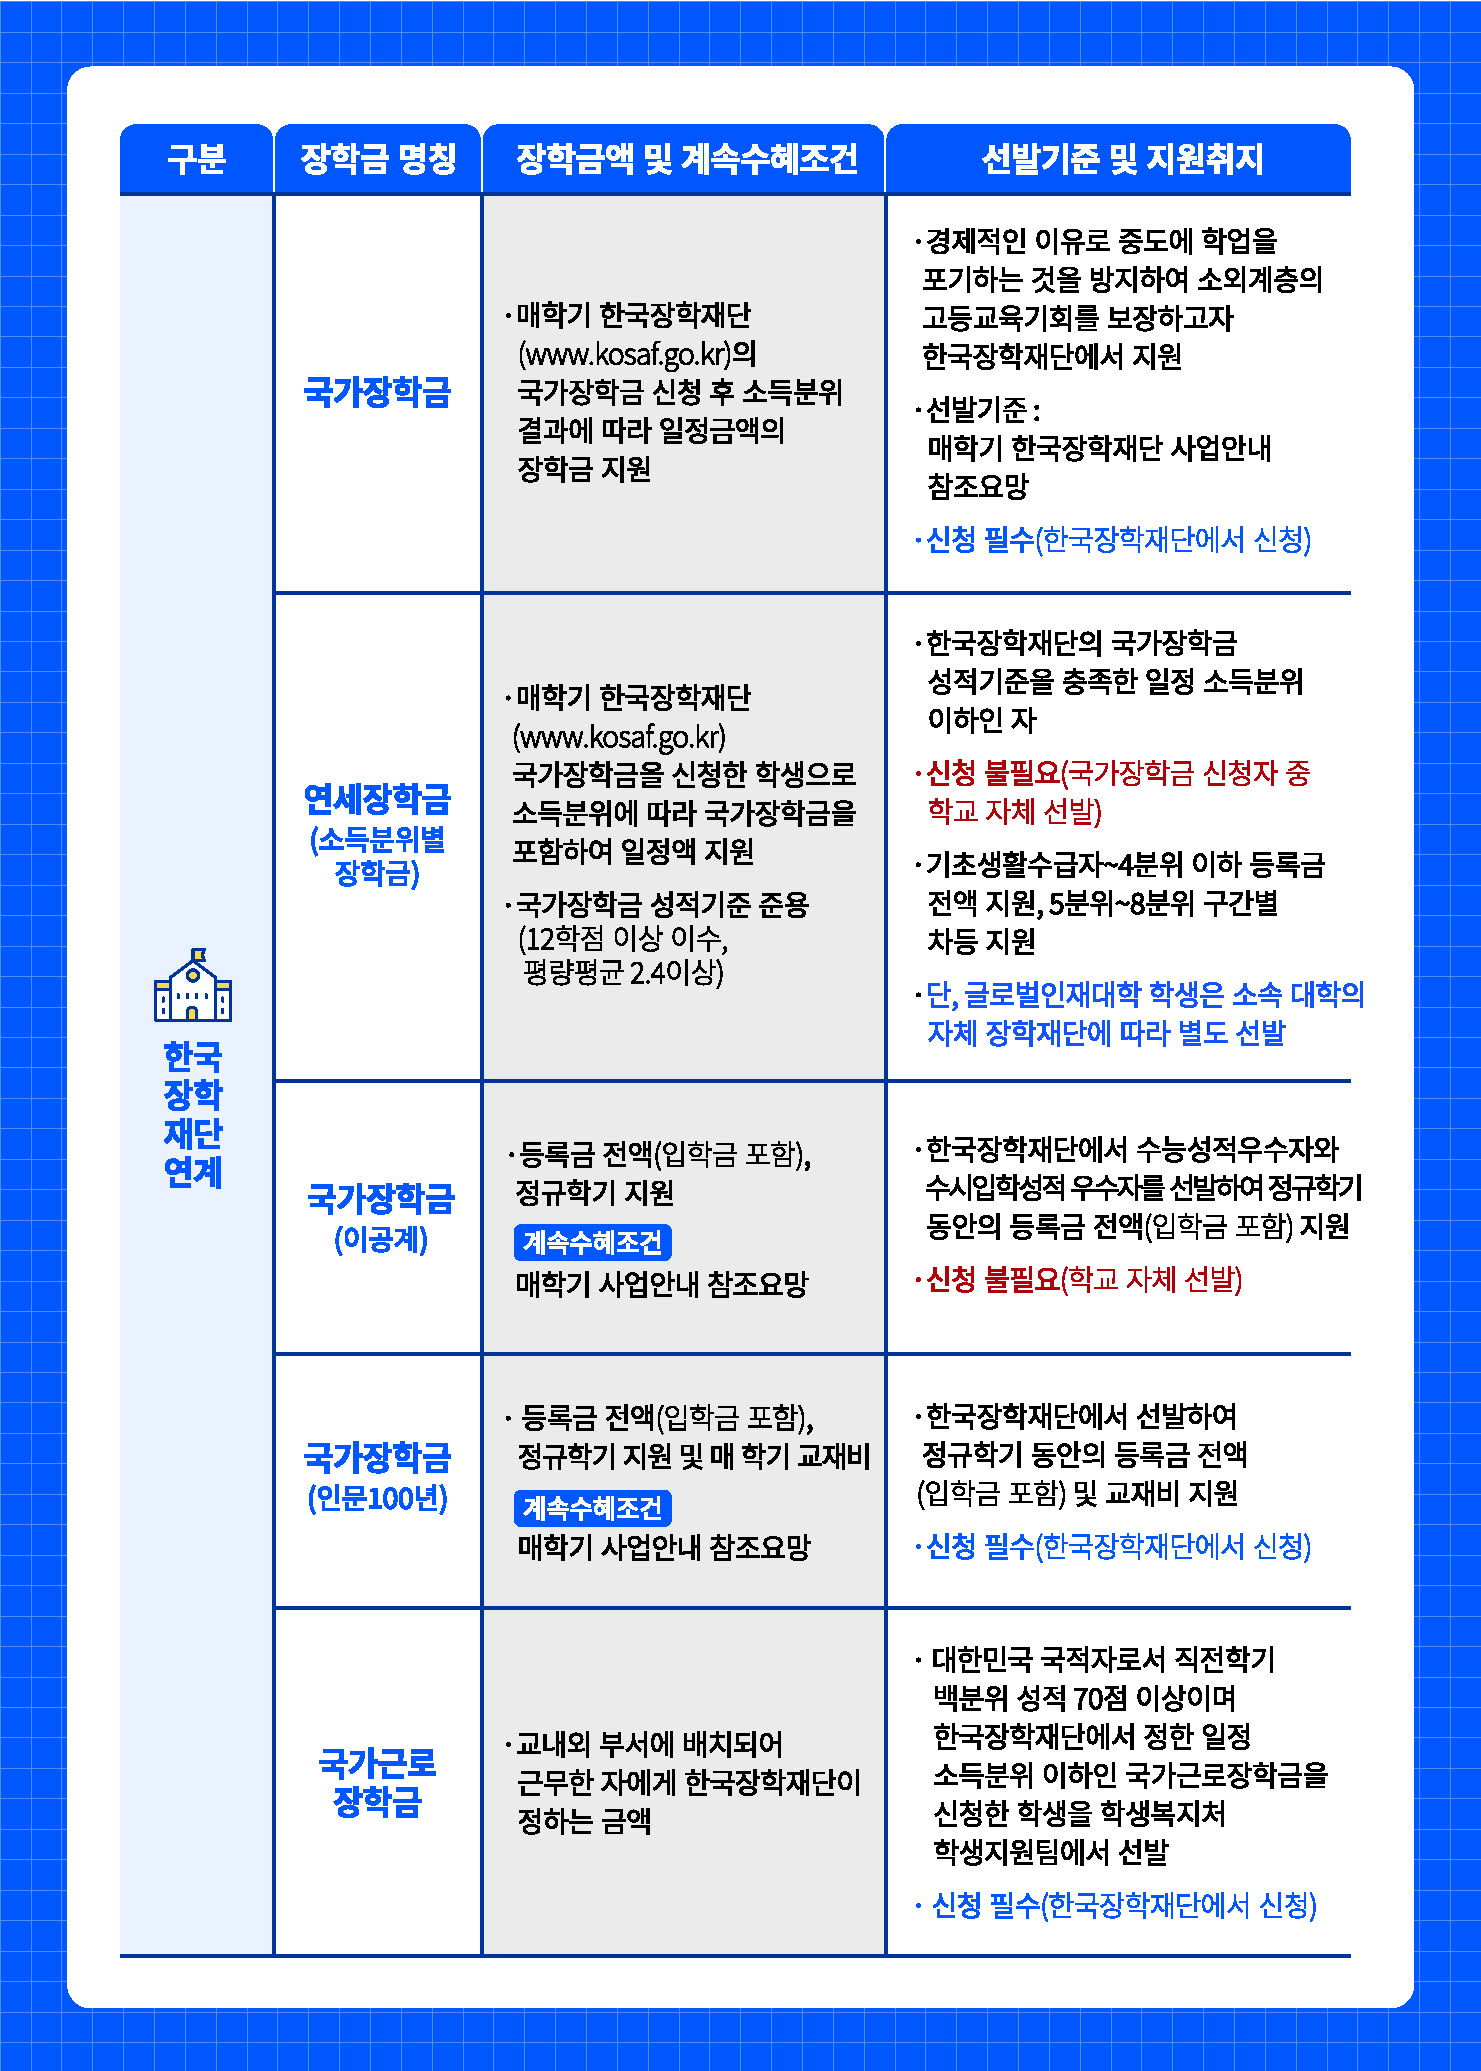 구분
장학금 명칭
장학금액 및 계속수혜조건
선발기준 및 지원취지
한국
장학
재단
연계
국가장학금
·매학기 한국장학재단
(www.kosaf.go.kr)의
국가장학금 신청 후 소득분위
결과에 따라 일정금액의
장학금 지원
·경제적인 이유로 중도에 학업을
포기하는 것을 방지하여 소외계층의
고등교육기회를 보장하고자
한국장학재단에서 지원
·선발기준 :
매학기 한국장학재단 사업안내
참조요망
·신청 필수(한국장학재단에서 신청)
연세장학금
(소득분위별
장학금)
·매학기 한국장학재단
(www.kosaf.go.kr)
국가장학금을 신청한 학생으로
소득분위에 따라 국가장학금을
포함하여 일정액 지원
·국가장학금 성적기준 준용
(12학점 이상 이수,
평량평균 2.4이상)
·한국장학재단의 국가장학금
성적기준을 충족한 일정 소득분위
이하인 자
·신청 불필요(국가장학금 신청자 중
학교 자체 선발)
·기초생활수급자~4분위 이하 등록금
전액 지원, 5분위~8분위 구간별
차등 지원
·단, 글로벌인재대학 학생은 소속 대학의
자체 장학재단에 따라 별도 선발
국가장학금
(이공계)
·등록금 전액(입학금 포함),
정규학기 지원
계속수혜조건
매학기 사업안내 참조요망
·한국장학재단에서 수능성적우수자와
수시입학성적 우수자를 선발하여 정규학기
동안의 등록금 전액(입학금 포함) 지원
·신청 불필요(학교 자체 선발)
국가장학금
(인문100년)
· 등록금 전액(입학금 포함),
정규학기 지원 및 매 학기 교재비
계속수혜조건
매학기 사업안내 참조요망
·한국장학재단에서 선발하여
정규학기 동안의 등록금 전액
(입학금 포함) 및 교재비 지원
·신청 필수(한국장학재단에서 신청)
국가근로
장학금
·교내외 부서에 배치되어
근무한 자에게 한국장학재단이
정하는 금액
· 대한민국 국적자로서 직전학기
백분위 성적 70점 이상이며
한국장학재단에서 정한 일정
소득분위 이하인 국가근로장학금을
신청한 학생을 학생복지처
학생지원팀에서 선발
· 신청 필수(한국장학재단에서 신청)